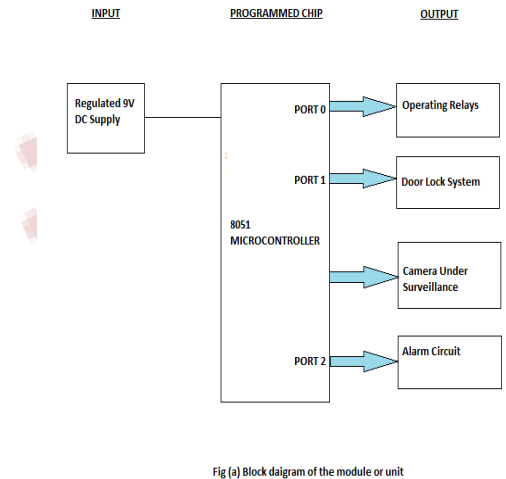 INPUT
PROGRAMMED CHIP
OUTPUT
Regulated 9V
DC Supply
PORT 0
Operating Relays
PORT 1
Door Lock System
8051
MICROCONTROLLER
Camera Under
Surveillance
PORT 2
Alarm Circuit
Fig (a) Block daigram of the module or unit